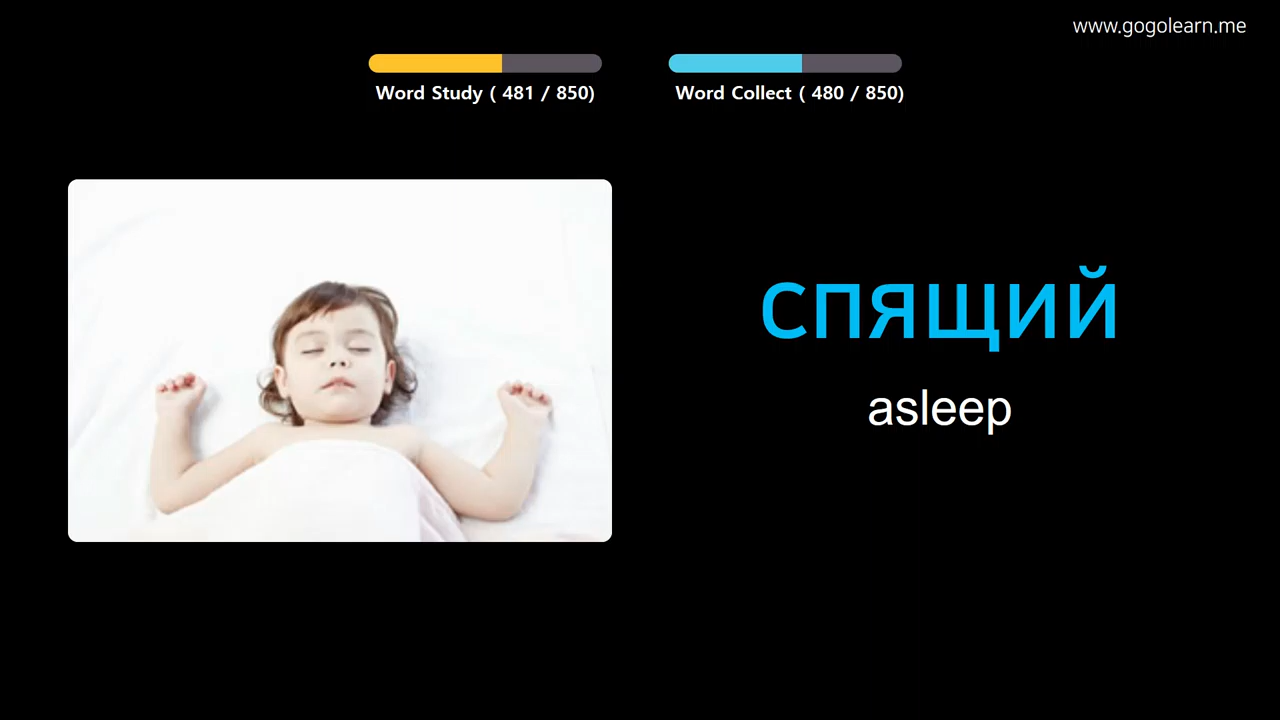 www.gogolearn.me
Word Study ( 481 / 850)
Word Collect ( 480 / 850)
спящий
asleep